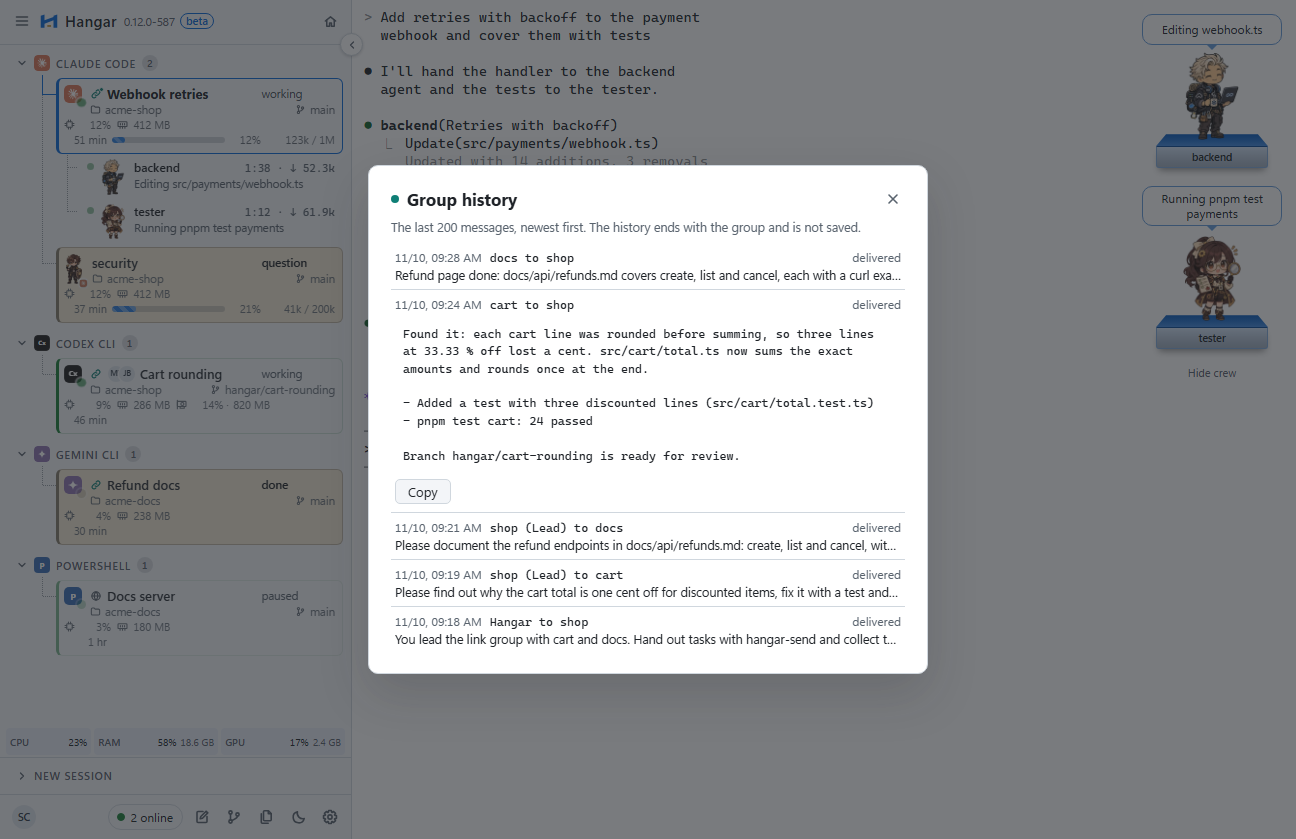 Hangar 0.12.0-587 beta
CLAUDE CODE 2
Webhook retries working
acme-shop main
12% 412 MB
51 min 12% 123k / 1M
backend 1:38 · ↓ 52.3k
Editing src/payments/webhook.ts
tester 1:12 · ↓ 61.9k
Running pnpm test payments
security question
acme-shop main
12% 412 MB
37 min 21% 41k / 200k
CODEX CLI 1
Cx M JB Cart rounding working
acme-shop hangar/cart-rounding
9% 286 MB 14% · 820 MB
46 min
GEMINI CLI 1
Refund docs done
acme-docs main
4% 238 MB
30 min
POWERSHELL 1
P Docs server paused
acme-docs main
3% 180 MB
1 hr
CPU 23% RAM 58% 18.6 GB GPU 17% 2.4 GB
NEW SESSION
SC 2 online
> Add retries with backoff to the payment
webhook and cover them with tests
● I'll hand the handler to the backend
agent and the tests to the tester.
● backend(Retries with backoff)
Update(src/payments/webhook.ts)
Updated with 14 additions, 3 removals
Group history
The last 200 messages, newest first. The history ends with the group and is not saved.
11/10, 09:28 AM docs to shop delivered
Refund page done: docs/api/refunds.md covers create, list and cancel, each with a curl exa...
11/10, 09:24 AM cart to shop delivered
Found it: each cart line was rounded before summing, so three lines
at 33.33 % off lost a cent. src/cart/total.ts now sums the exact
amounts and rounds once at the end.
- Added a test with three discounted lines (src/cart/total.test.ts)
- pnpm test cart: 24 passed
Branch hangar/cart-rounding is ready for review.
Copy
11/10, 09:21 AM shop (Lead) to docs delivered
Please document the refund endpoints in docs/api/refunds.md: create, list and cancel, wit...
11/10, 09:19 AM shop (Lead) to cart delivered
Please find out why the cart total is one cent off for discounted items, fix it with a test and...
11/10, 09:18 AM Hangar to shop delivered
You lead the link group with cart and docs. Hand out tasks with hangar-send and collect t...
Editing webhook.ts
backend
Running pnpm test
payments
tester
Hide crew